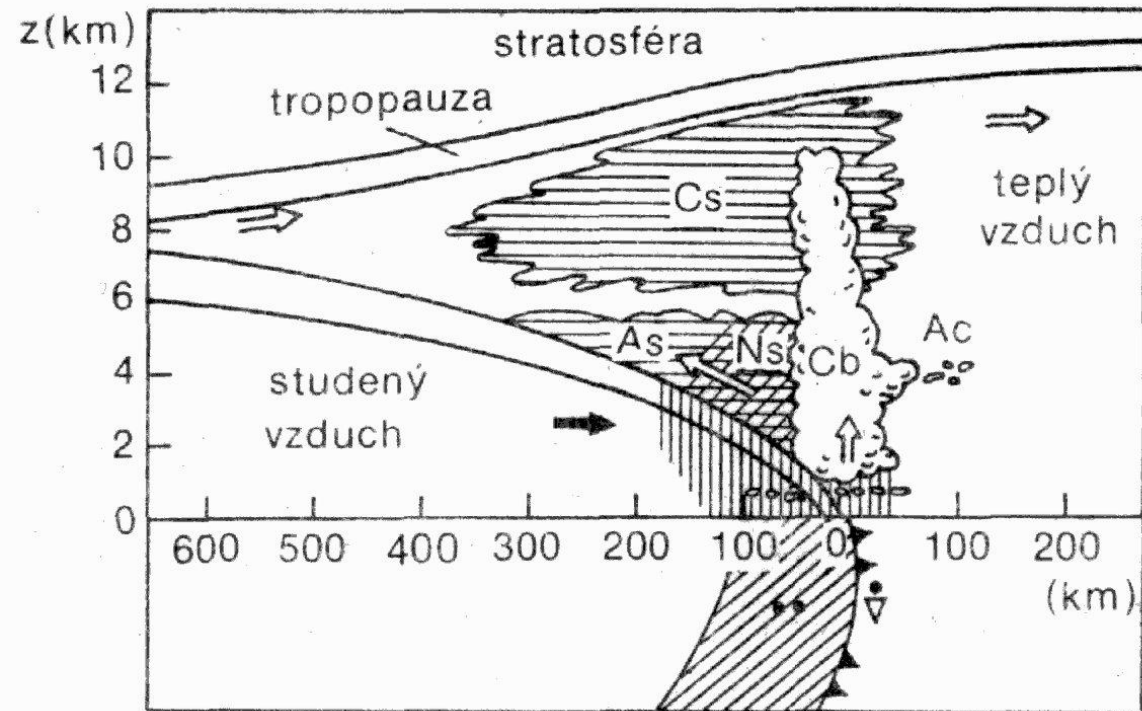 z(km)
stratosféra
12
tropopauza
10
Cs
teplý
vzduch
8
6
As
Ns
Cb
Ac
4
studený
vzduch
2
0
600
500
400
300
200
100
0
100
200
(km)